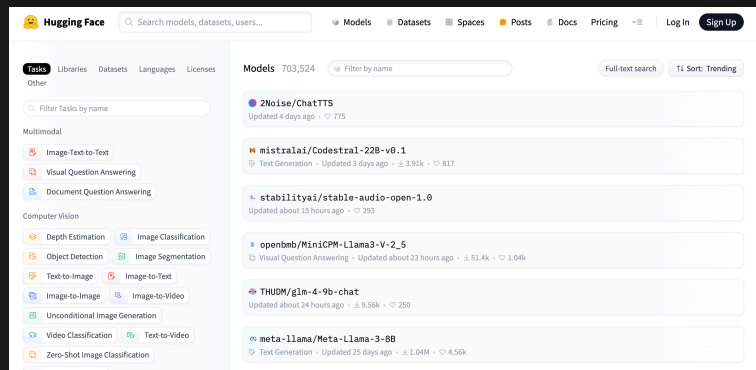 Hugging Face
Search models, datasets, users...
Models
Datasets
Spaces
Posts
Docs
Pricing
Log In
Sign Up
Tasks
Libraries
Datasets
Languages
Licenses
Other
Filter Tasks by name
Multimodal
Image-Text-to-Text
Visual Question Answering
Document Question Answering
Computer Vision
Depth Estimation
Image Classification
Object Detection
Image Segmentation
Text-to-Image
Image-to-Text
Image-to-Image
Image-to-Video
Unconditional Image Generation
Video Classification
Text-to-Video
Zero-Shot Image Classification
Models 703,524
Filter by name
Full-text search
Sort: Trending
2Noise/ChatTTS
Updated 4 days ago • 775
mistralai/Codestral-22B-v0.1
Text Generation • Updated 3 days ago • 3.91k • 817
stabilityai/stable-audio-open-1.0
Updated about 15 hours ago • 293
openbmb/MiniCPM-Llama3-V-2_5
Visual Question Answering • Updated about 23 hours ago • 51.4k • 1.04k
THUDM/glm-4-9b-chat
Updated about 24 hours ago • 9.56k • 250
meta-llama/Meta-Llama-3-8B
Text Generation • Updated 25 days ago • 1.04M • 4.56k